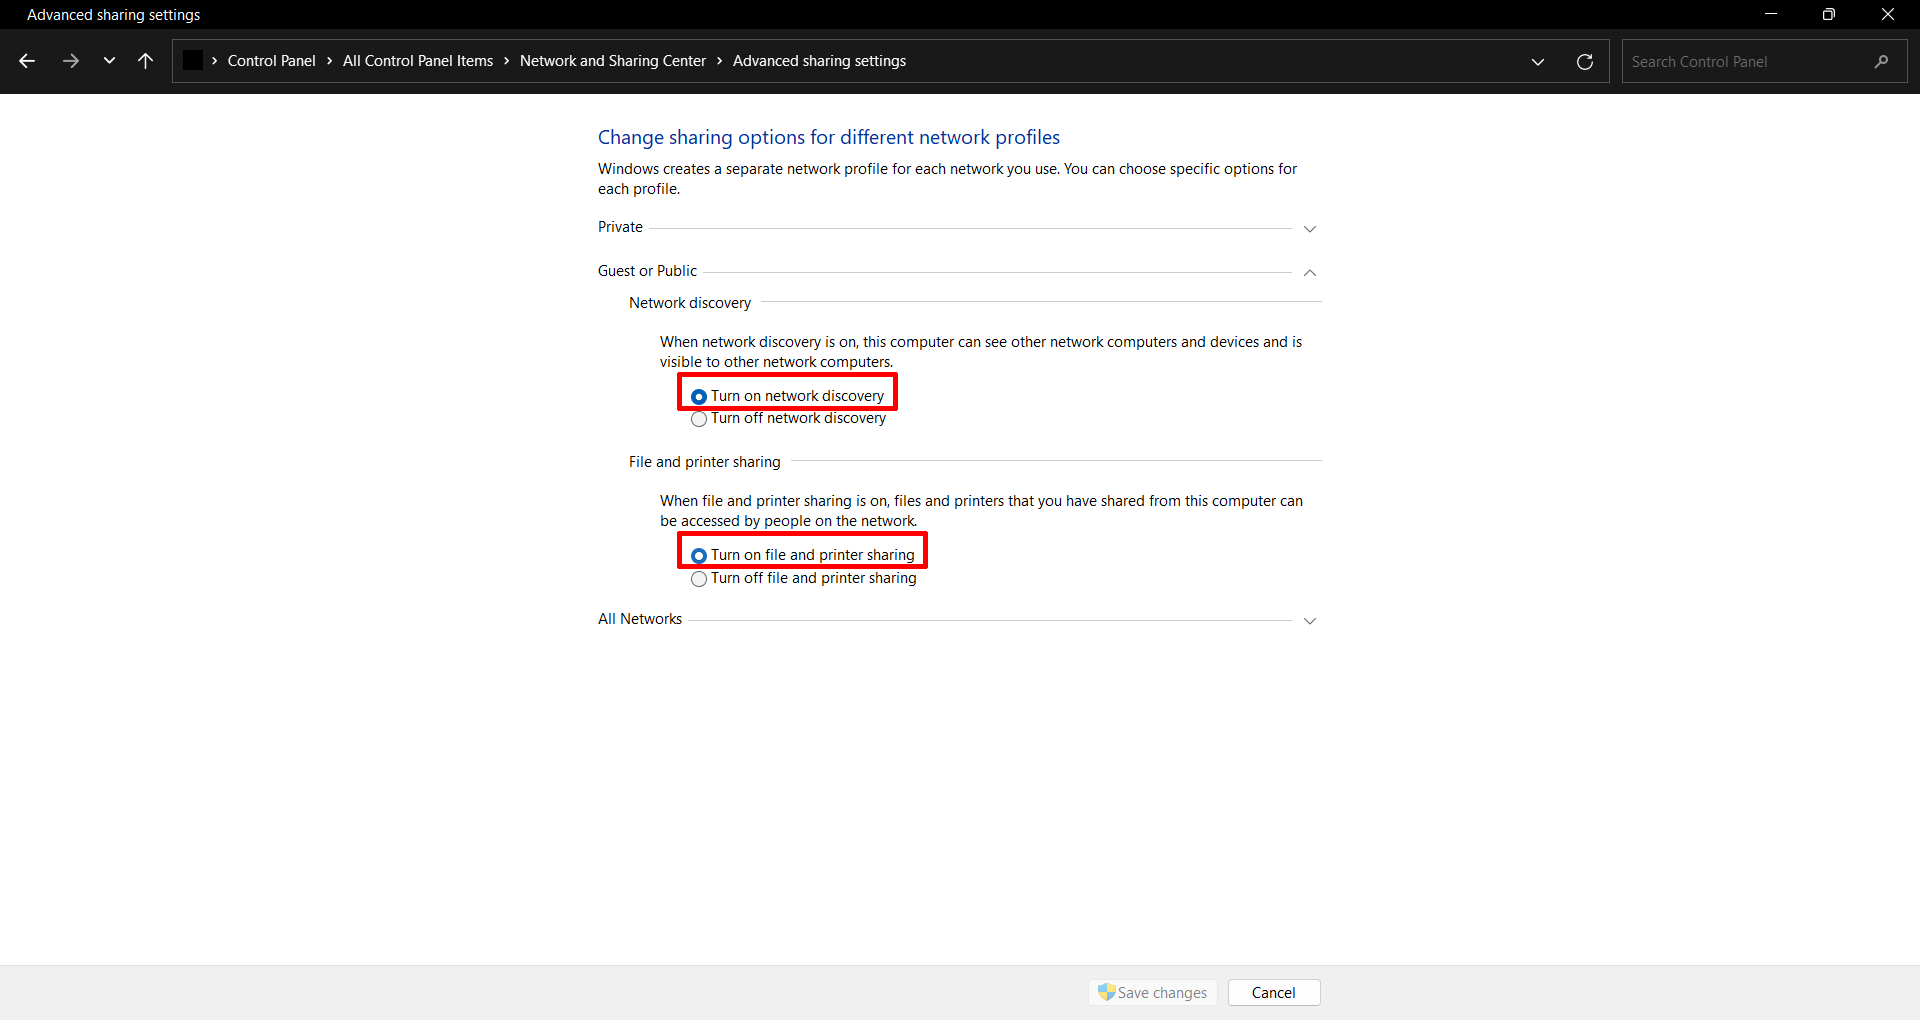 Advanced sharing settings
Control Panel › All Control Panel Items › Network and Sharing Center › Advanced sharing settings
Search Control Panel
Change sharing options for different network profiles
Windows creates a separate network profile for each network you use. You can choose specific options for
each profile.
Private
Guest or Public
Network discovery
When network discovery is on, this computer can see other network computers and devices and is
visible to other network computers.
Turn on network discovery
Turn off network discovery
File and printer sharing
When file and printer sharing is on, files and printers that you have shared from this computer can
be accessed by people on the network.
Turn on file and printer sharing
Turn off file and printer sharing
All Networks
Save changes
Cancel